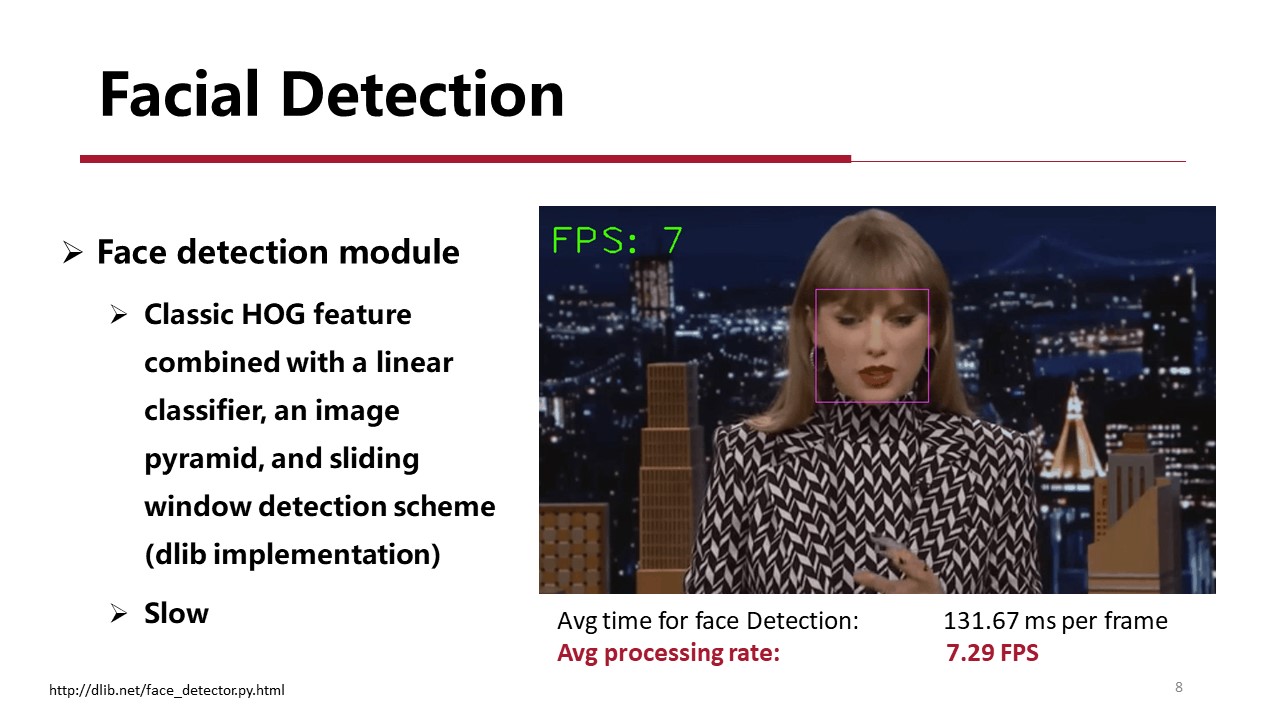 Facial Detection
Face detection module
Classic HOG feature
combined with a linear
classifier, an image
pyramid, and sliding
window detection scheme
(dlib implementation)
Slow
FPS: 7
Avg time for face Detection: 131.67 ms per frame
Avg processing rate: 7.29 FPS
http://dlib.net/face_detector.py.html
8